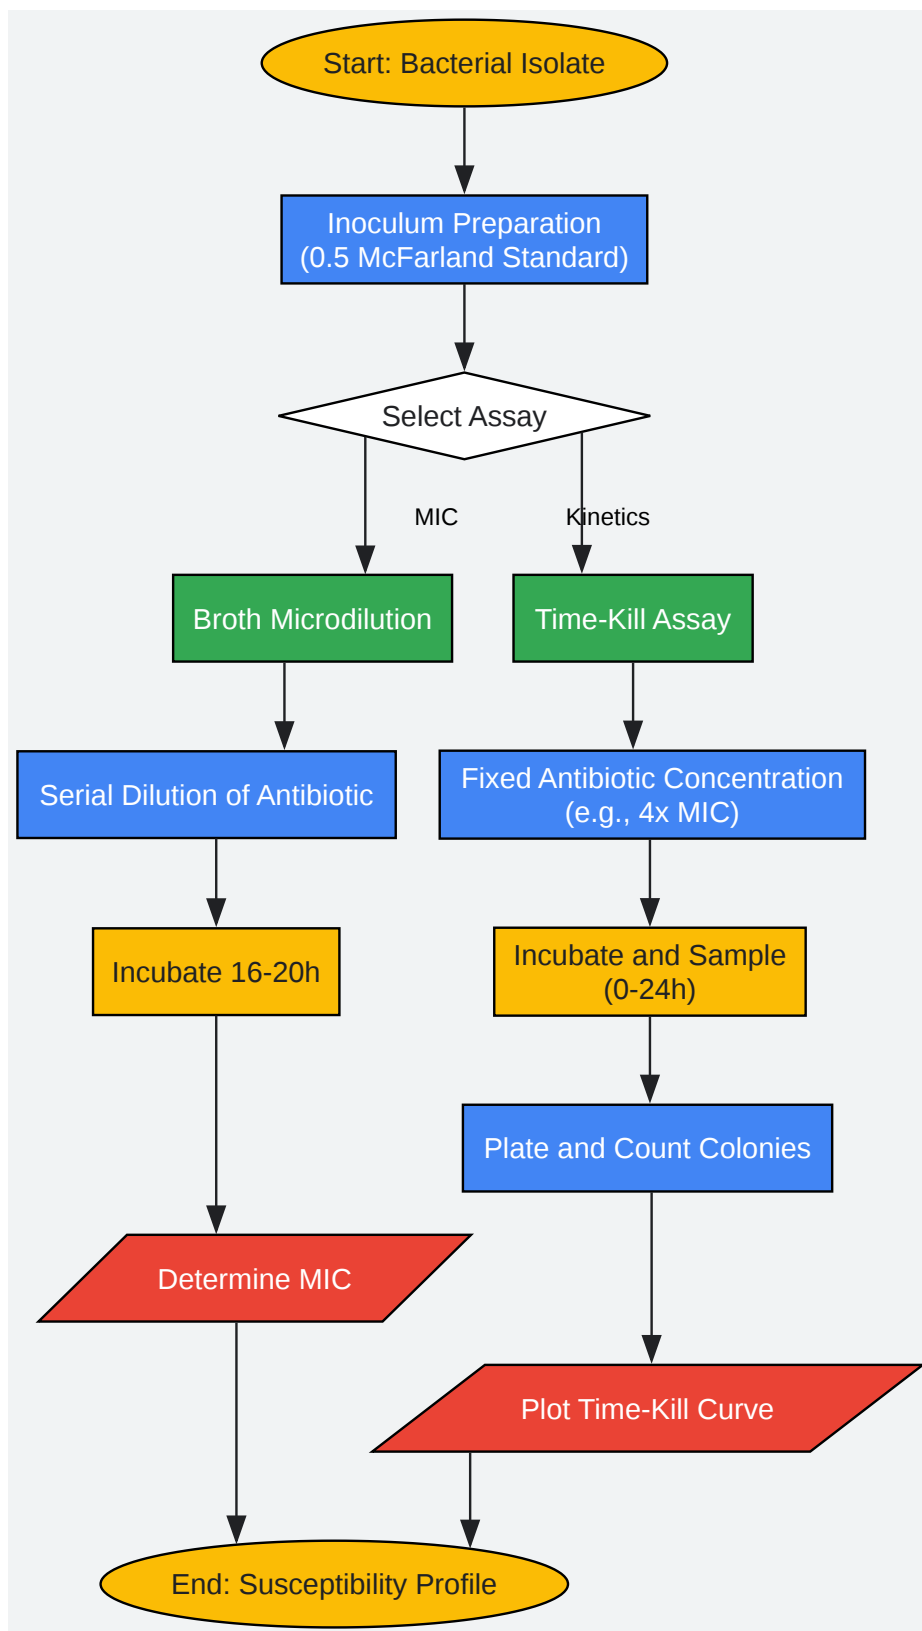 Start: Bacterial Isolate
Inoculum Preparation
(0.5 McFarland Standard)
Select Assay
MIC
Kinetics
Broth Microdilution
Time-Kill Assay
Serial Dilution of Antibiotic
Fixed Antibiotic Concentration
(e.g., 4x MIC)
Incubate 16-20h
Incubate and Sample
(0-24h)
Plate and Count Colonies
Determine MIC
Plot Time-Kill Curve
End: Susceptibility Profile